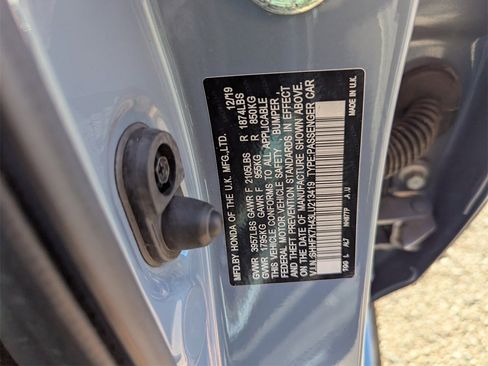 MFD.BY HONDA OF THE U.K. MFG.,LTD. 12/19
GVWR 3957LBS GAWR F 2105LBS R 1874LBS
GVWR 1795KG GAWR F 955KG R 850KG
THIS VEHICLE CONFORMS TO ALL APPLICABLE
FEDERAL MOTOR VEHICLE SAFETY, BUMPER,
AND THEFT PREVENTION STANDARDS IN EFFECT
ON THE DATE OF MANUFACTURE SHOWN ABOVE.
TYPE:PASSENGER CAR
MADE IN U.K.